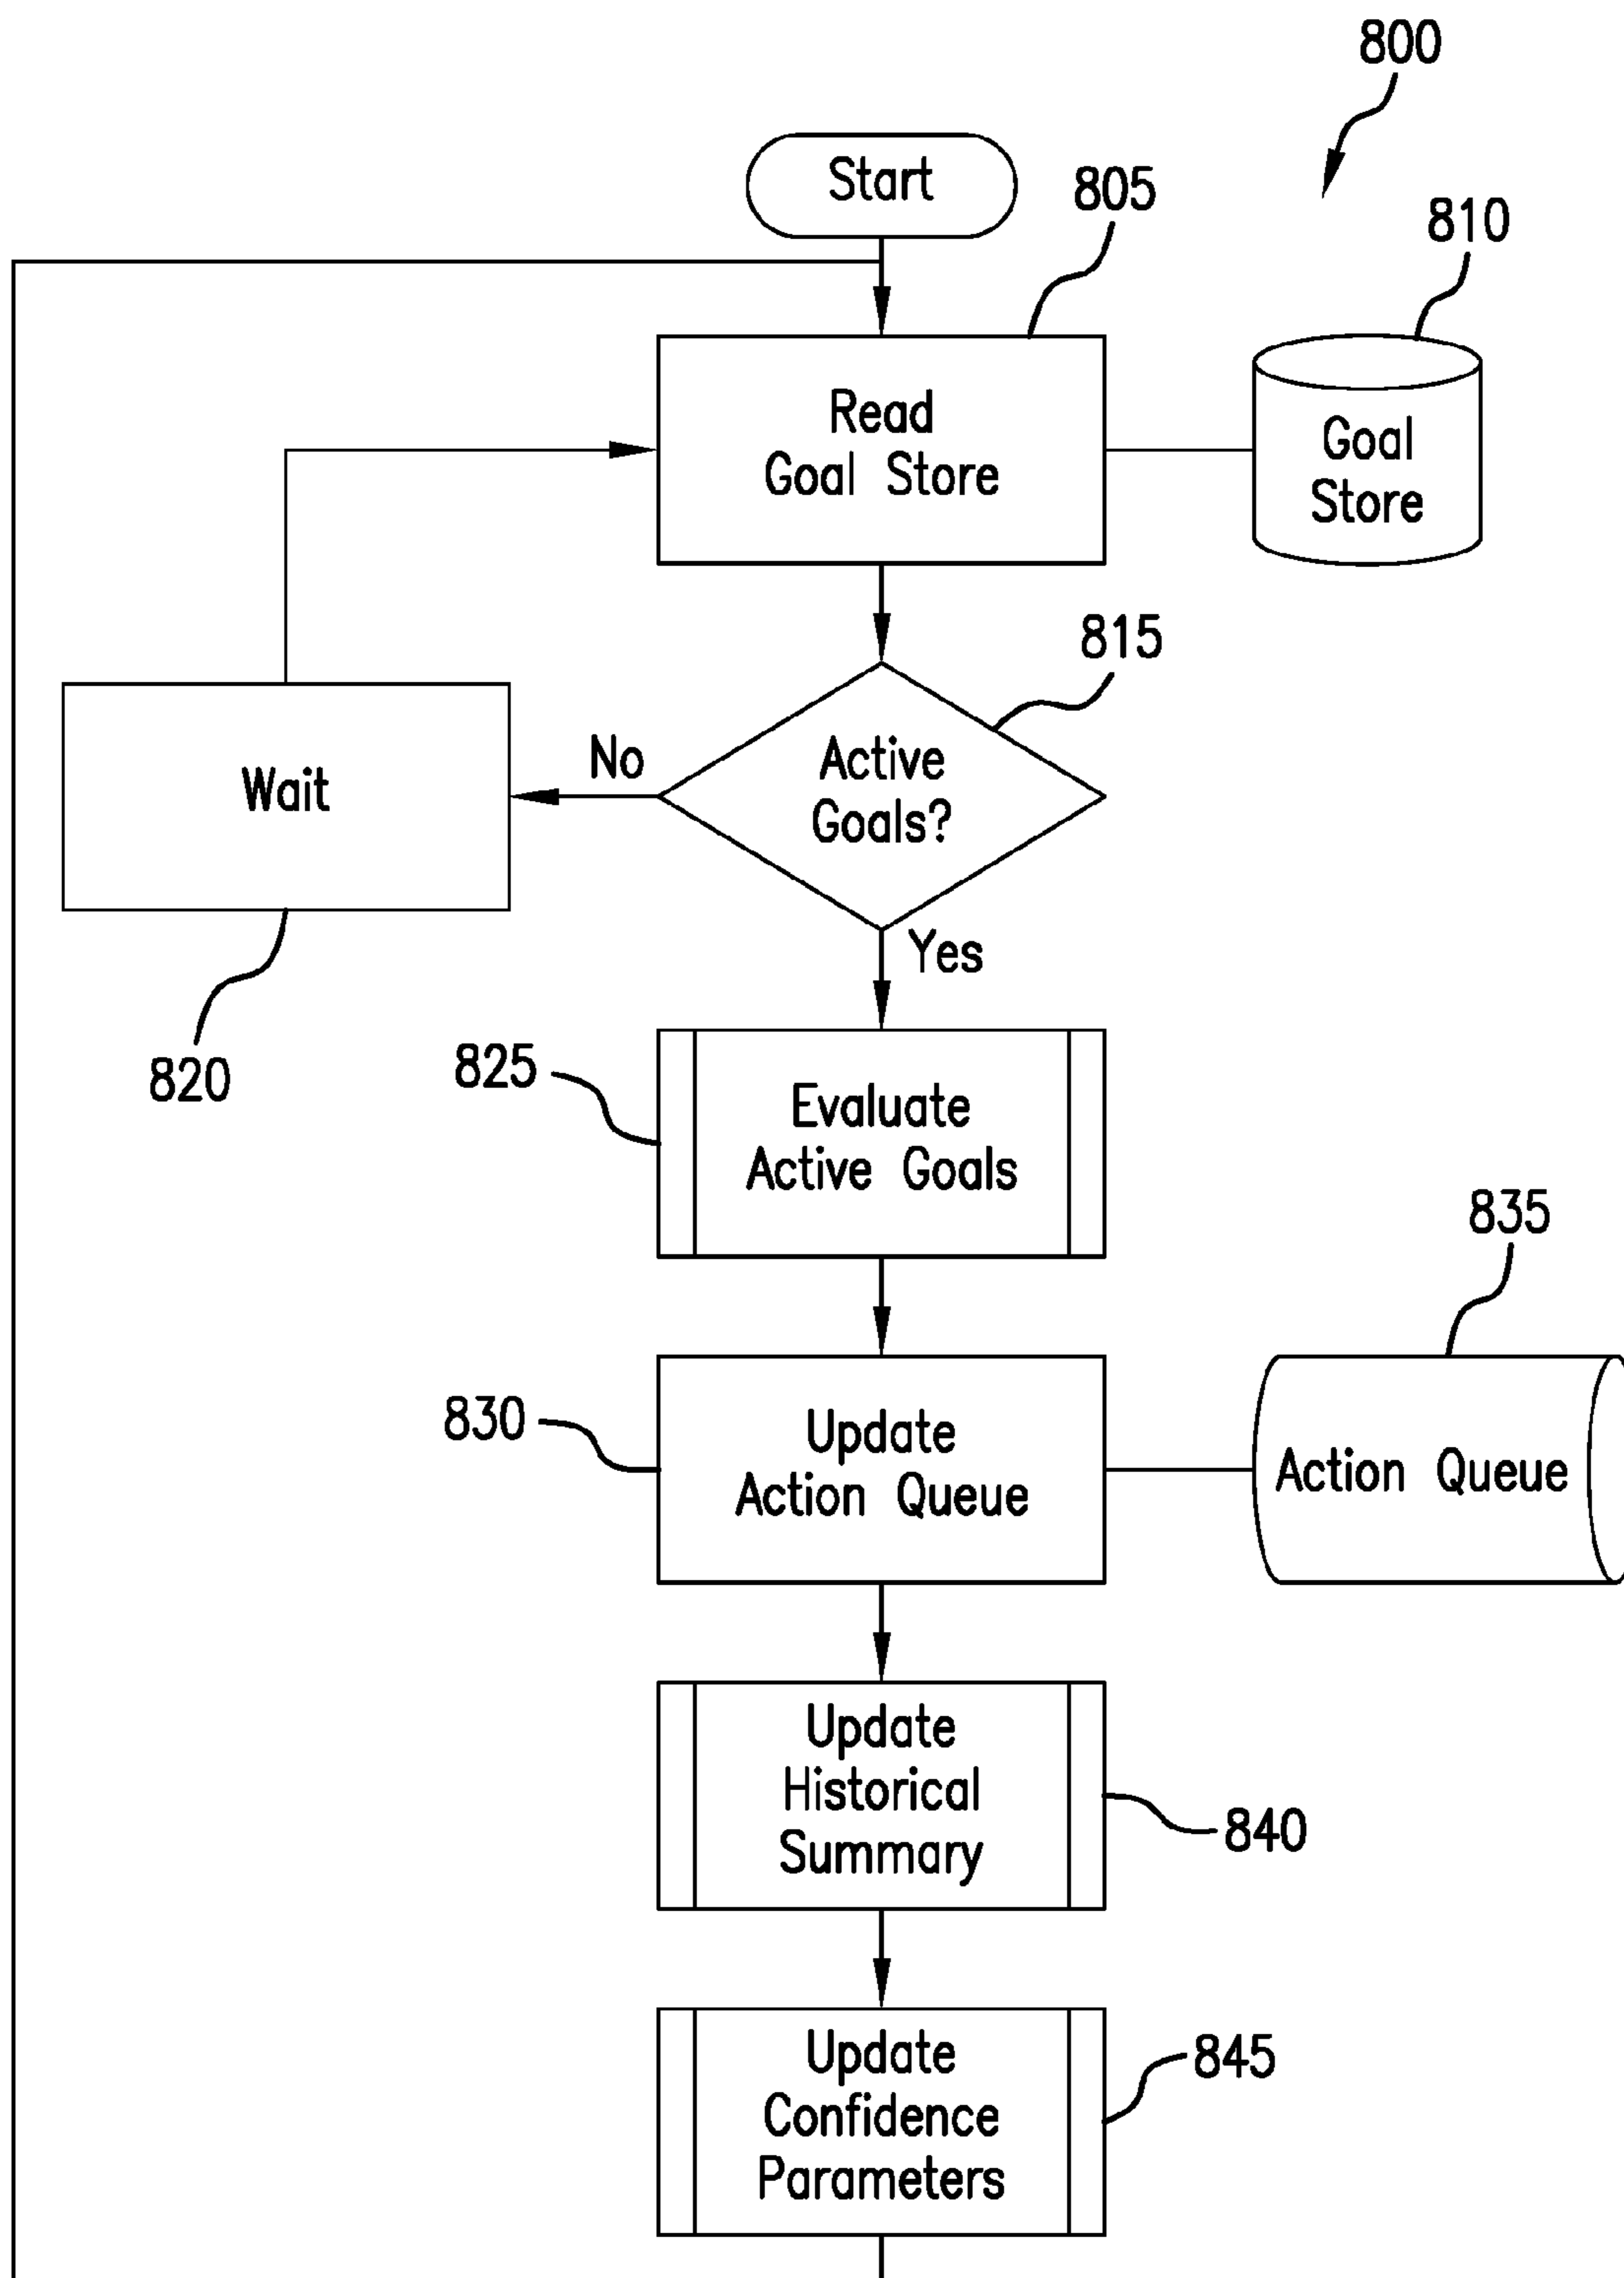 800
Start
805
810
Read
Goal Store
Goal
Store
815
Active
Goals?
No
Wait
Yes
820
825
Evaluate
Active Goals
835
830
Update
Action Queue
Action Queue
Update
Historical
Summary
840
Update
Confidence
Parameters
845